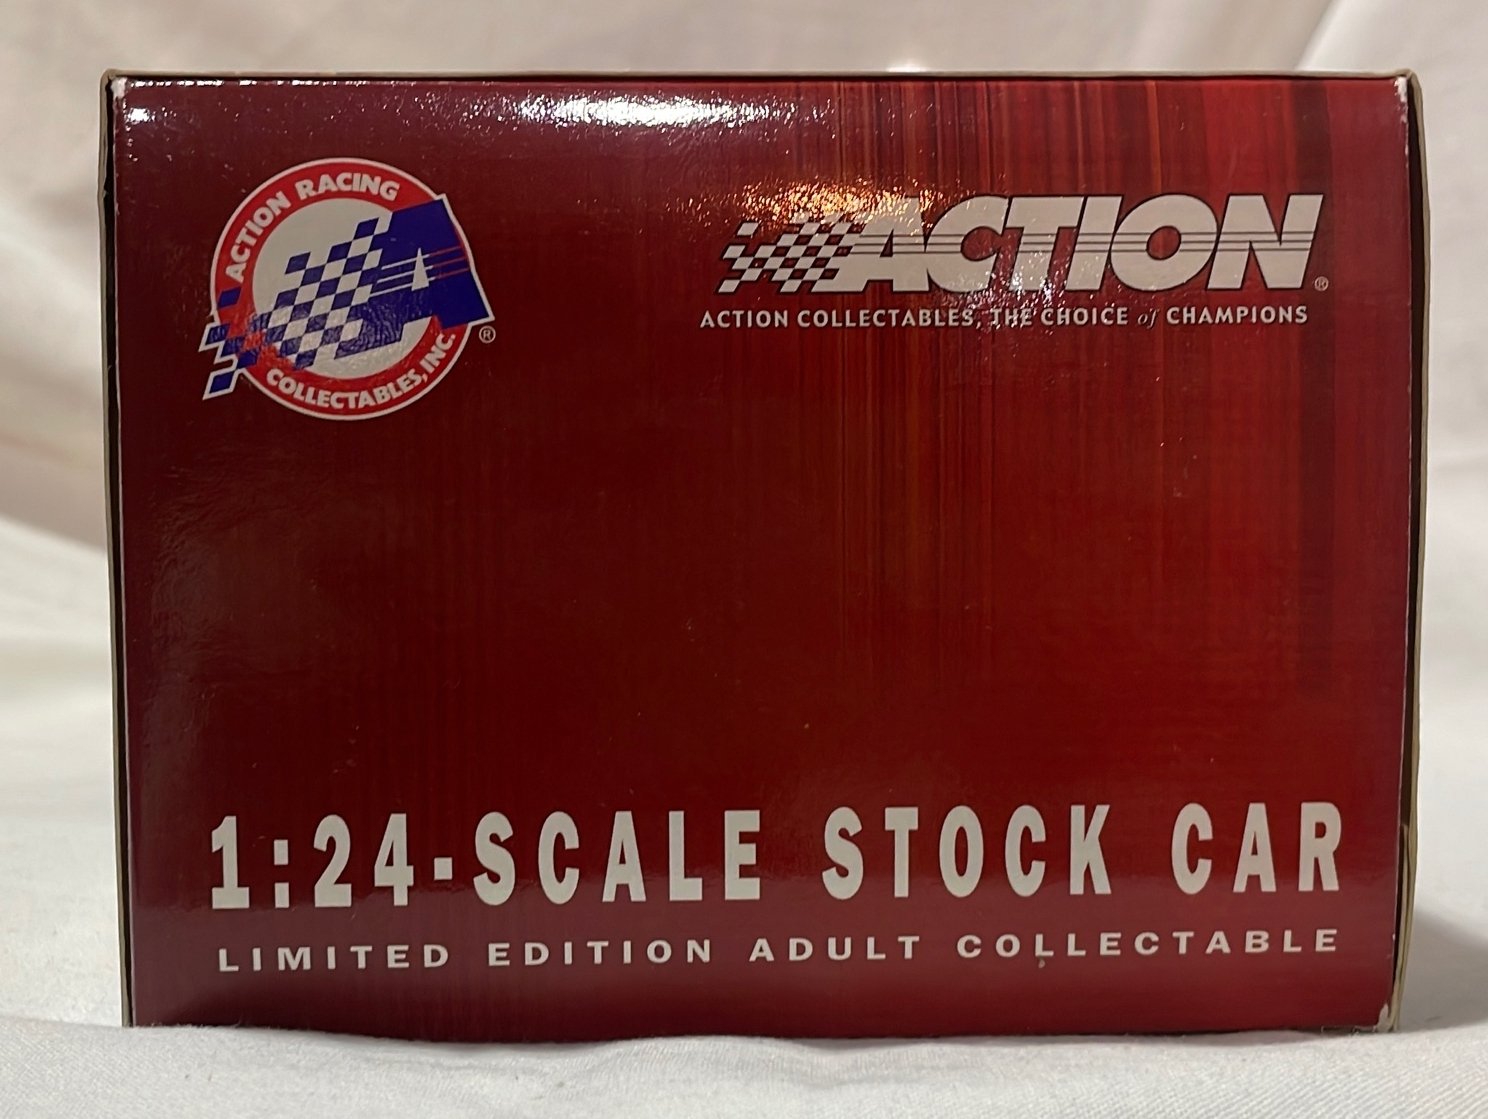 ACTION RACING
COLLECTABLES, INC.
®
ACTION®
ACTION COLLECTABLES, THE CHOICE of CHAMPIONS
1:24-SCALE STOCK CAR
LIMITED EDITION ADULT COLLECTABLE